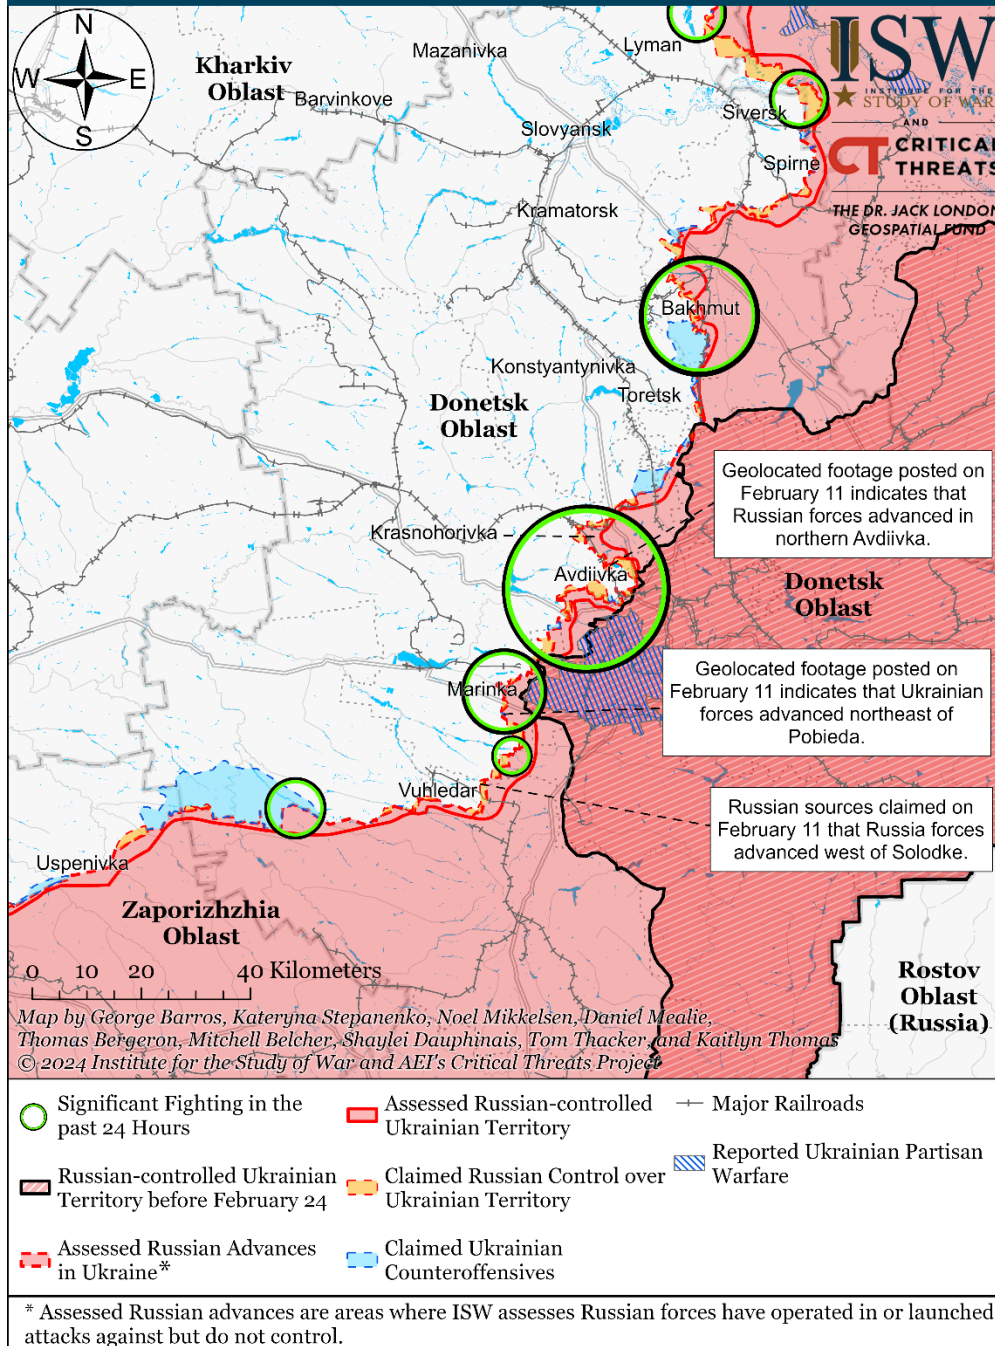 N
W
E
S
Mazanivka
Lyman
ISW
INSTITUTE FOR THE
STUDY OF WAR
AND
CRITICAL
THREATS
THE DR. JACK LONDON
GEOSPATIAL FUND
Kharkiv
Oblast
Barvinkove
Slovyansk
Siversk
Spirne
Kramatorsk
Bakhmut
Konstyantynivka
Toretsk
Donetsk
Oblast
Geolocated footage posted on
February 11 indicates that
Russian forces advanced in
northern Avdiivka.
Krasnohorivka
Avdiivka
Donetsk
Oblast
Geolocated footage posted on
February 11 indicates that Ukrainian
forces advanced northeast of
Pobieda.
Marinka
Vuhledar
Russian sources claimed on
February 11 that Russia forces
advanced west of Solodke.
Uspenivka
Zaporizhzhia
Oblast
Rostov
Oblast
(Russia)
0 10 20 40 Kilometers
Map by George Barros, Kateryna Stepanenko, Noel Mikkelsen, Daniel Mealie,
Thomas Bergeron, Mitchell Belcher, Shaylei Dauphinais, Tom Thacker, and Kaitlyn Thomas
© 2024 Institute for the Study of War and AEI's Critical Threats Project
Significant Fighting in the
past 24 Hours
Russian-controlled Ukrainian
Territory before February 24
Assessed Russian Advances
in Ukraine*
Assessed Russian-controlled
Ukrainian Territory
Claimed Russian Control over
Ukrainian Territory
Claimed Ukrainian
Counteroffensives
Major Railroads
Reported Ukrainian Partisan
Warfare
* Assessed Russian advances are areas where ISW assesses Russian forces have operated in or launched
attacks against but do not control.